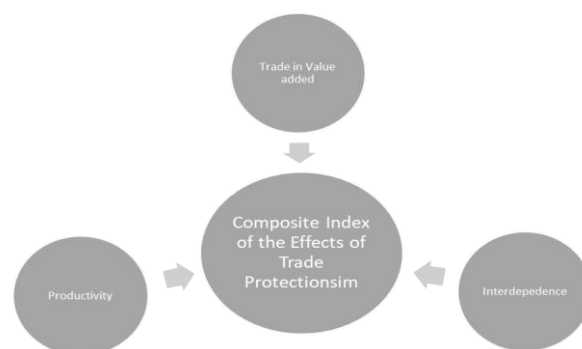 Trade in Value
added
Composite Index
of the Effects of
Trade
Protectionsim
Productivity
Interdepedence